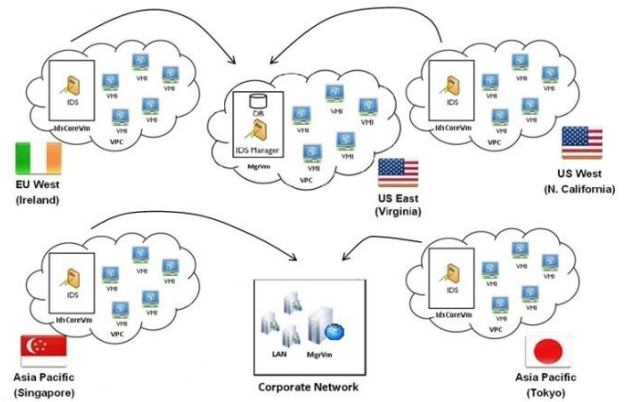 IDS
VMI
VMI
VMI
VMI
VMI
IdsCoreVm
VPC
EU West
(Ireland)
DB
IDS Manager
MgrVm
VMI
VMI
VMI
VMI
VMI
VPC
US East
(Virginia)
IDS
VMI
VMI
VMI
VMI
VMI
IdsCoreVm
VPC
US West
(N. California)
IDS
VMI
VMI
VMI
VMI
VMI
IdsCoreVm
VPC
Asia Pacific
(Singapore)
LAN
MgrVm
Corporate Network
IDS
VMI
VMI
VMI
VMI
VMI
IdsCoreVm
VPC
Asia Pacific
(Tokyo)